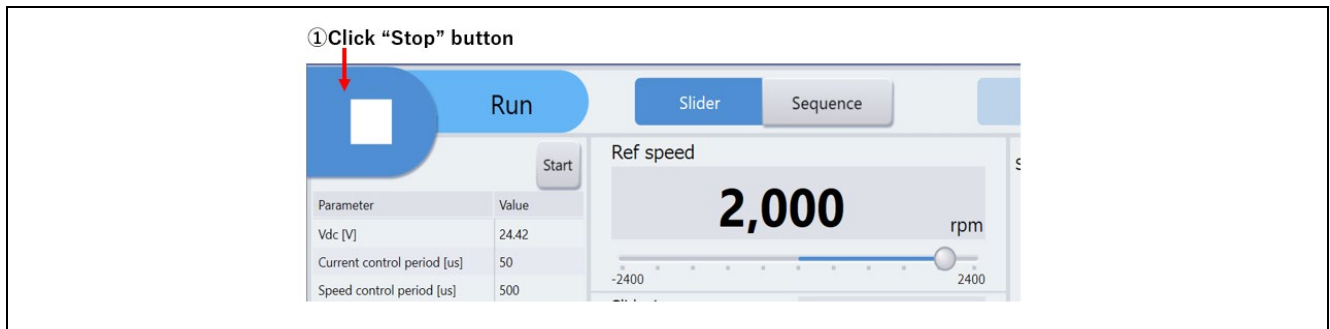 ①Click “Stop” button
Run
Slider
Sequence
Start
Ref speed
2,000
rpm
-2400
2400
Parameter Value
Vdc [V] 24.42
Current control period [us] 50
Speed control period [us] 500